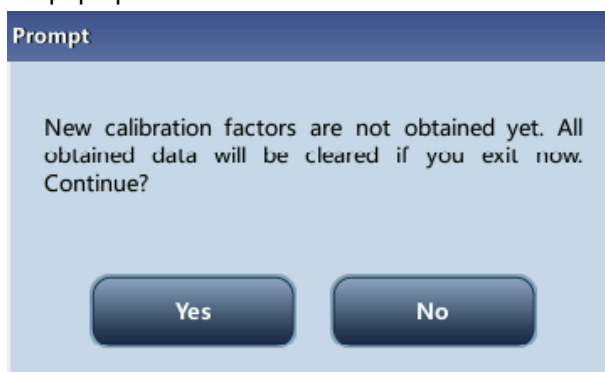 Prompt
New calibration factors are not obtained yet. All
obtained data will be cleared if you exit now.
Continue?
Yes
No